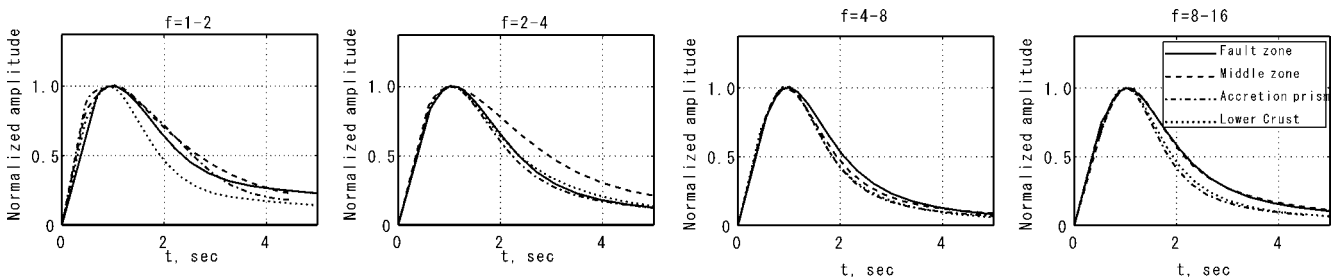 f=1-2
Normalized amplitude
1.0
0.5
0
0
2
4
t, sec
f=2-4
Normalized amplitude
1.0
0.5
0
0
2
4
t, sec
f=4-8
Normalized amplitude
1.0
0.5
0
0
2
4
t, sec
f=8-16
Normalized amplitude
1.0
0.5
0
0
2
4
t, sec
Fault zone
Middle zone
Accretion prism
Lower Crust